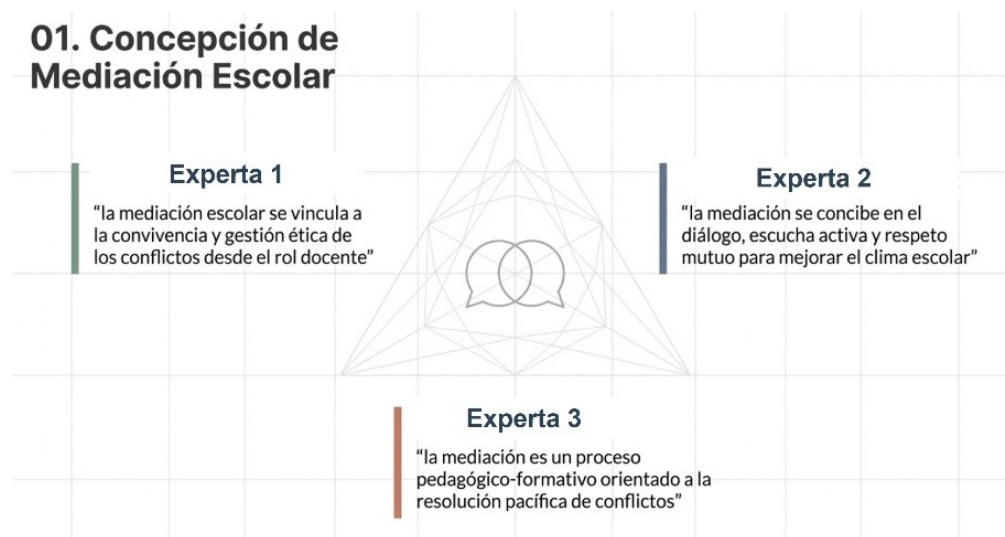 01. Concepción de
Mediación Escolar
Experta 1
“la mediación escolar se vincula a
la convivencia y gestión ética de
los conflictos desde el rol docente”
Experta 2
“la mediación se concibe en el
diálogo, escucha activa y respeto
mutuo para mejorar el clima escolar”
Experta 3
“la mediación es un proceso
pedagógico-formativo orientado a la
resolución pacífica de conflictos”